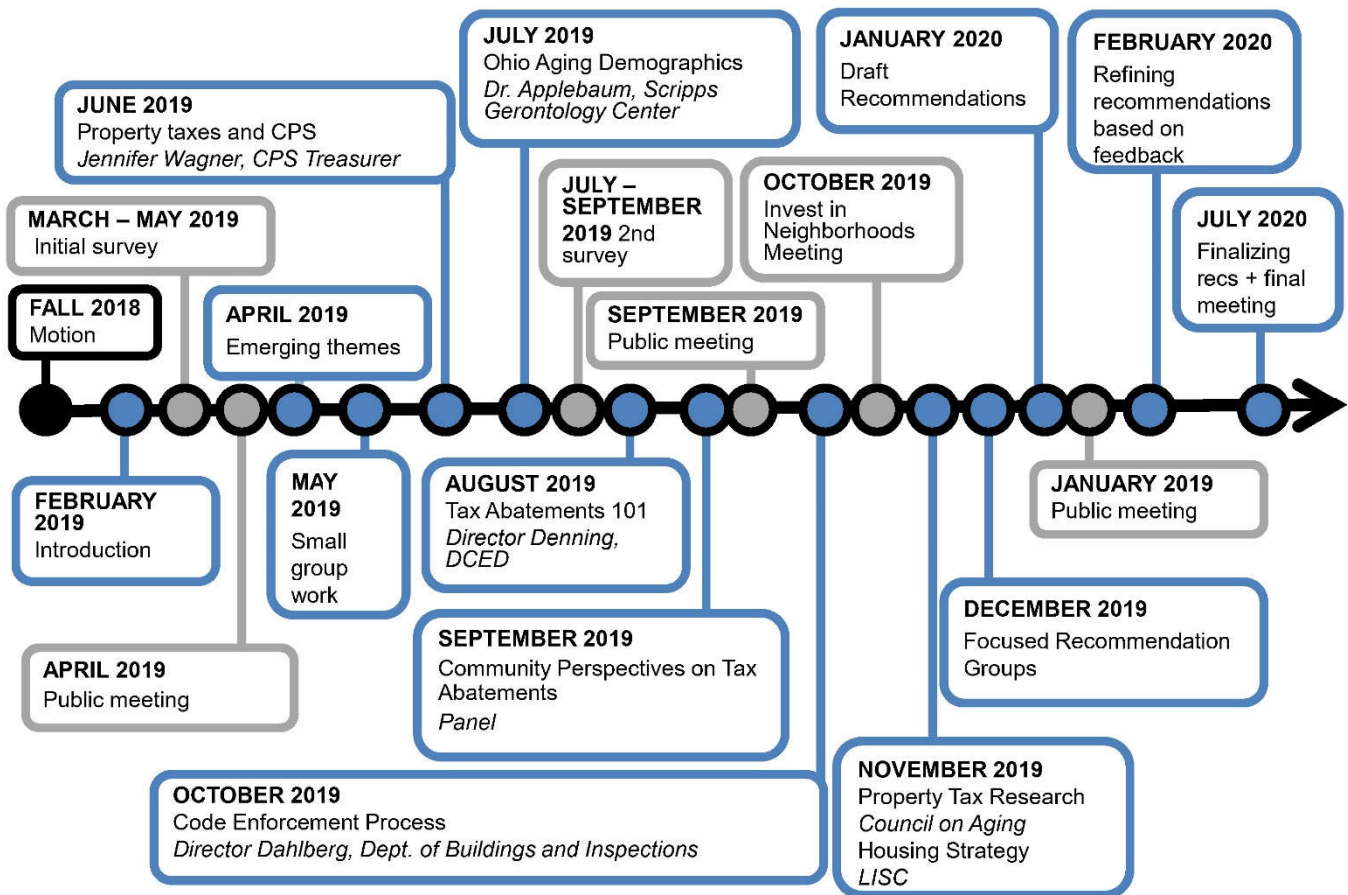 JULY 2019
Ohio Aging Demographics
Dr. Applebaum, Scripps
Gerontology Center
JANUARY 2020
Draft
Recommendations
FEBRUARY 2020
Refining
recommendations
based on
feedback
JUNE 2019
Property taxes and CPS
Jennifer Wagner, CPS Treasurer
JULY –
SEPTEMBER
2019 2nd
survey
OCTOBER 2019
Invest in
Neighborhoods
Meeting
MARCH – MAY 2019
Initial survey
JULY 2020
Finalizing
recs + final
meeting
FALL 2018
Motion
APRIL 2019
Emerging themes
SEPTEMBER 2019
Public meeting
FEBRUARY
2019
Introduction
MAY
2019
Small
group
work
AUGUST 2019
Tax Abatements 101
Director Denning,
DCED
JANUARY 2019
Public meeting
APRIL 2019
Public meeting
SEPTEMBER 2019
Community Perspectives on Tax
Abatements
Panel
DECEMBER 2019
Focused Recommendation
Groups
OCTOBER 2019
Code Enforcement Process
Director Dahlberg, Dept. of Buildings and Inspections
NOVEMBER 2019
Property Tax Research
Council on Aging
Housing Strategy
LISC